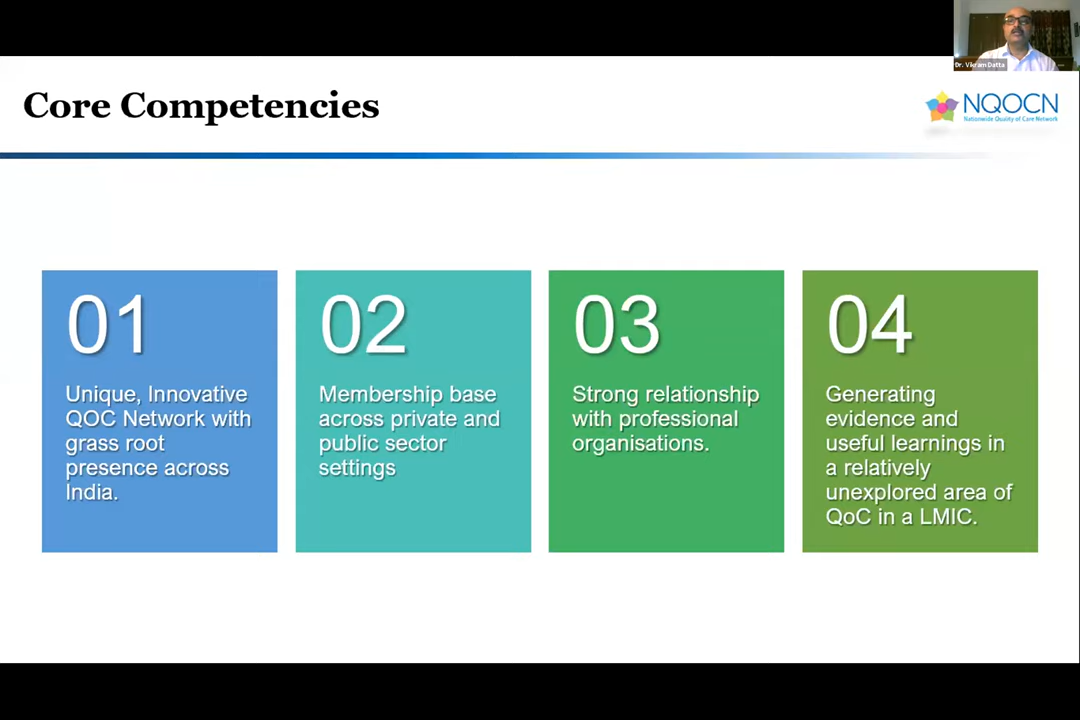 Dr. Vikram Datta
Core Competencies
NQOCN
Nationwide Quality of Care Network
01
Unique, Innovative
QOC Network with
grass root
presence across
India.
02
Membership base
across private and
public sector
settings
03
Strong relationship
with professional
organisations.
04
Generating
evidence and
useful learnings in
a relatively
unexplored area of
QoC in a LMIC.